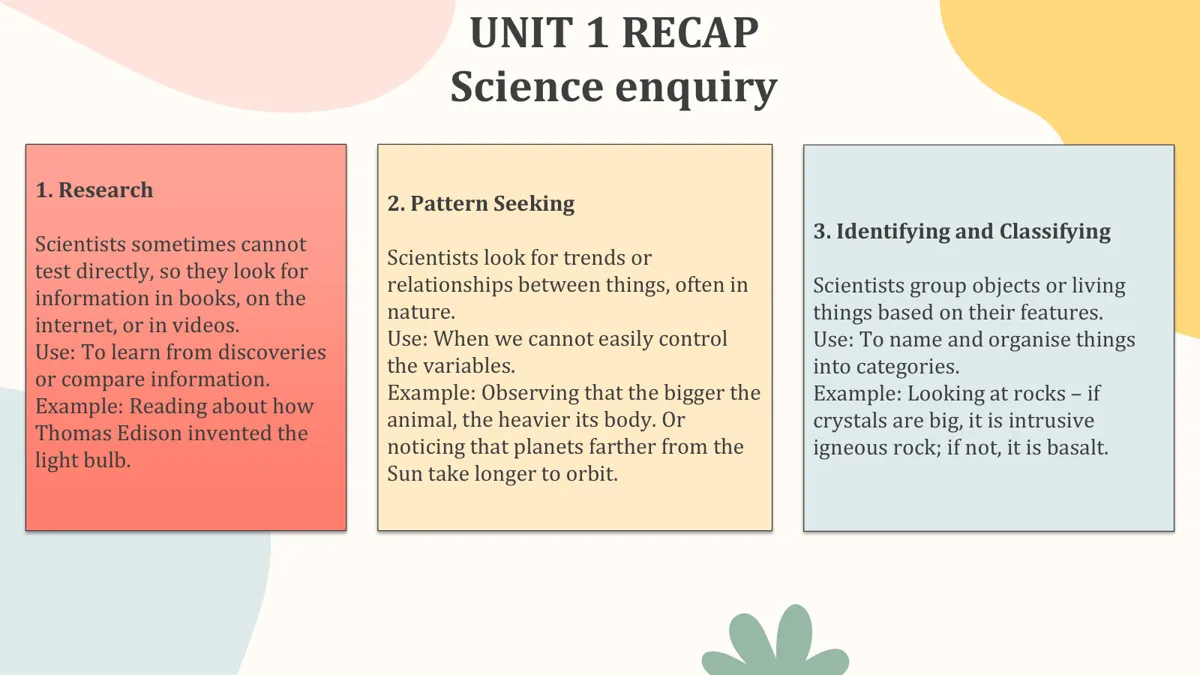 UNIT 1 RECAP
Science enquiry
1. Research
Scientists sometimes cannot
test directly, so they look for
information in books, on the
internet, or in videos.
Use: To learn from discoveries
or compare information.
Example: Reading about how
Thomas Edison invented the
light bulb.
2. Pattern Seeking
Scientists look for trends or
relationships between things, often in
nature.
Use: When we cannot easily control
the variables.
Example: Observing that the bigger the
animal, the heavier its body. Or
noticing that planets farther from the
Sun take longer to orbit.
3. Identifying and Classifying
Scientists group objects or living
things based on their features.
Use: To name and organise things
into categories.
Example: Looking at rocks – if
crystals are big, it is intrusive
igneous rock; if not, it is basalt.